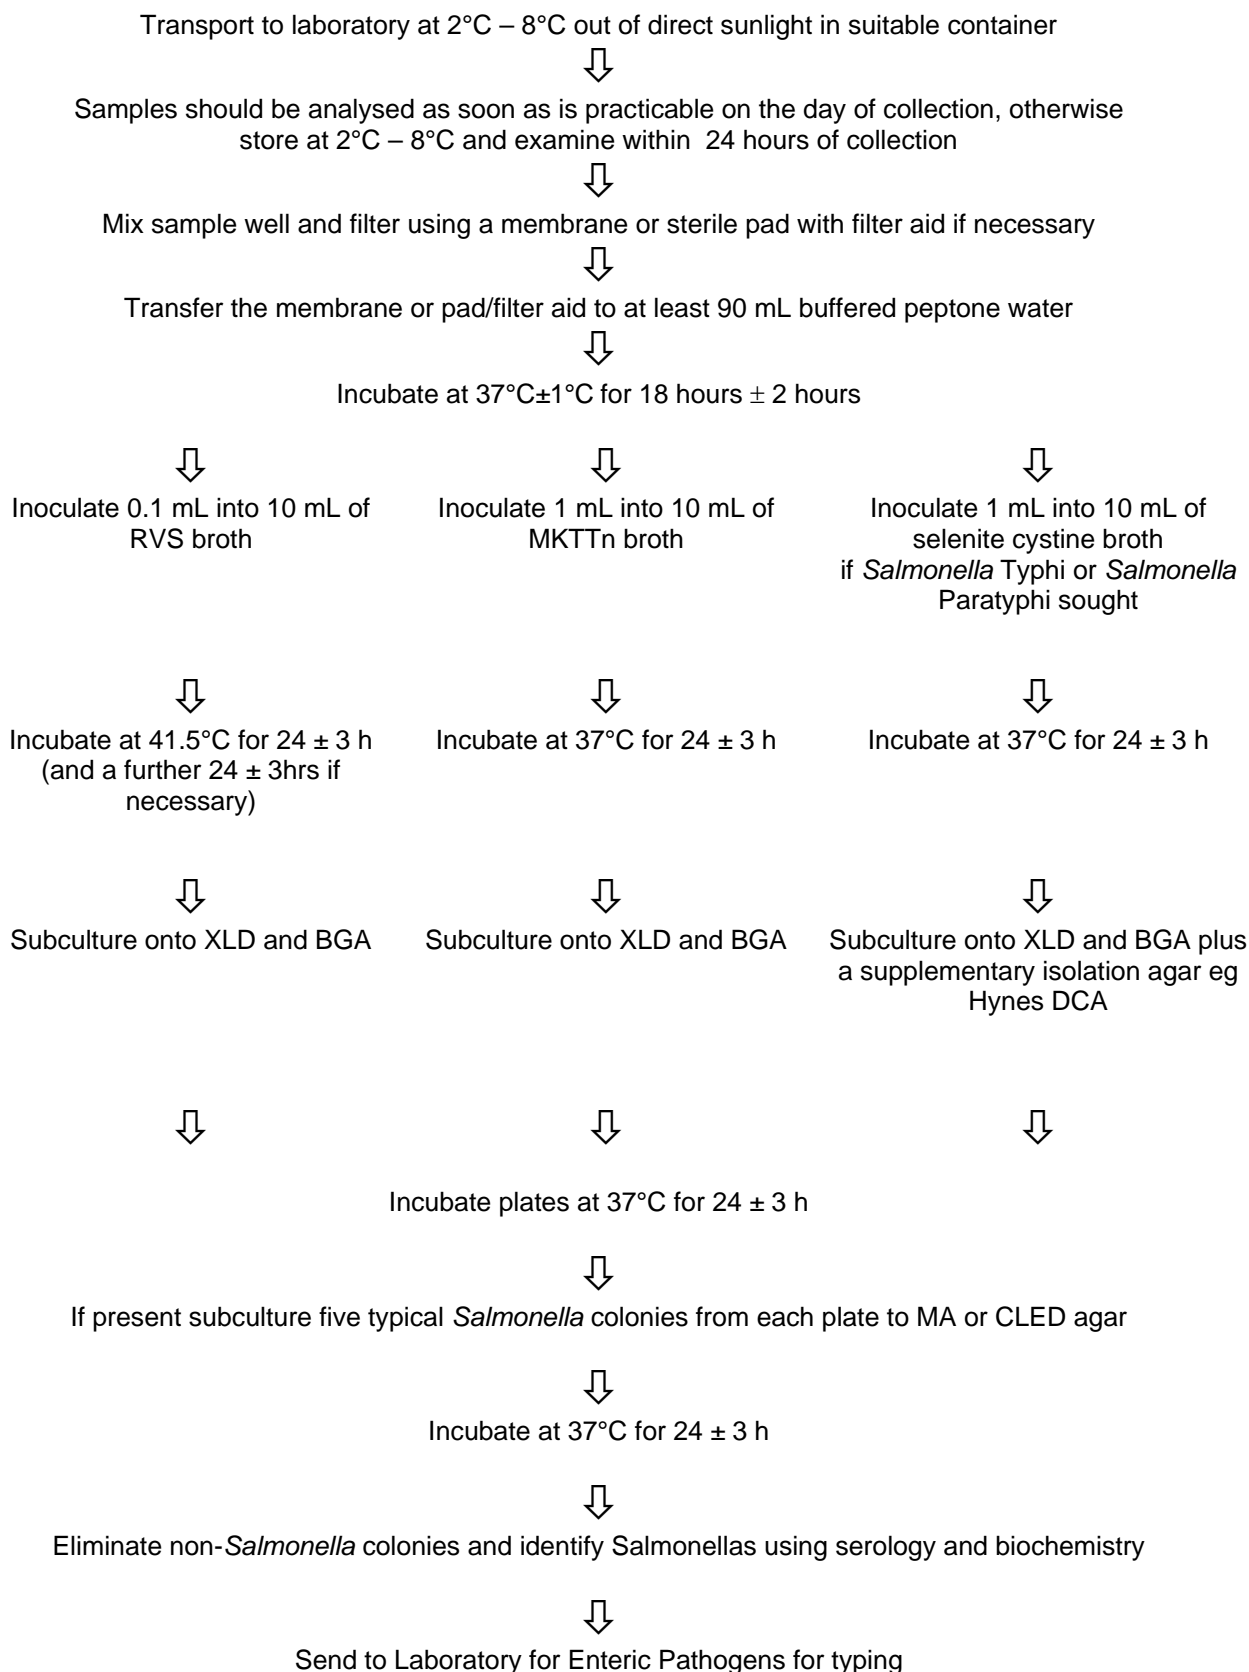 Transport to laboratory at 2°C – 8°C out of direct sunlight in suitable container
Samples should be analysed as soon as is practicable on the day of collection, otherwise
store at 2°C – 8°C and examine within  24 hours of collection
Mix sample well and filter using a membrane or sterile pad with filter aid if necessary
Transfer the membrane or pad/filter aid to at least 90 mL buffered peptone water
Incubate at 37°C±1°C for 18 hours ± 2 hours
Inoculate 0.1 mL into 10 mL of
RVS broth
Inoculate 1 mL into 10 mL of
MKTTn broth
Inoculate 1 mL into 10 mL of
selenite cystine broth
if Salmonella Typhi or Salmonella
Paratyphi sought
Incubate at 41.5°C for 24 ± 3 h
(and a further 24 ± 3hrs if
necessary)
Incubate at 37°C for 24 ± 3 h
Incubate at 37°C for 24 ± 3 h
Subculture onto XLD and BGA
Subculture onto XLD and BGA
Subculture onto XLD and BGA plus
a supplementary isolation agar eg
Hynes DCA
Incubate plates at 37°C for 24 ± 3 h
If present subculture five typical Salmonella colonies from each plate to MA or CLED agar
Incubate at 37°C for 24 ± 3 h
Eliminate non-Salmonella colonies and identify Salmonellas using serology and biochemistry
Send to Laboratory for Enteric Pathogens for typing